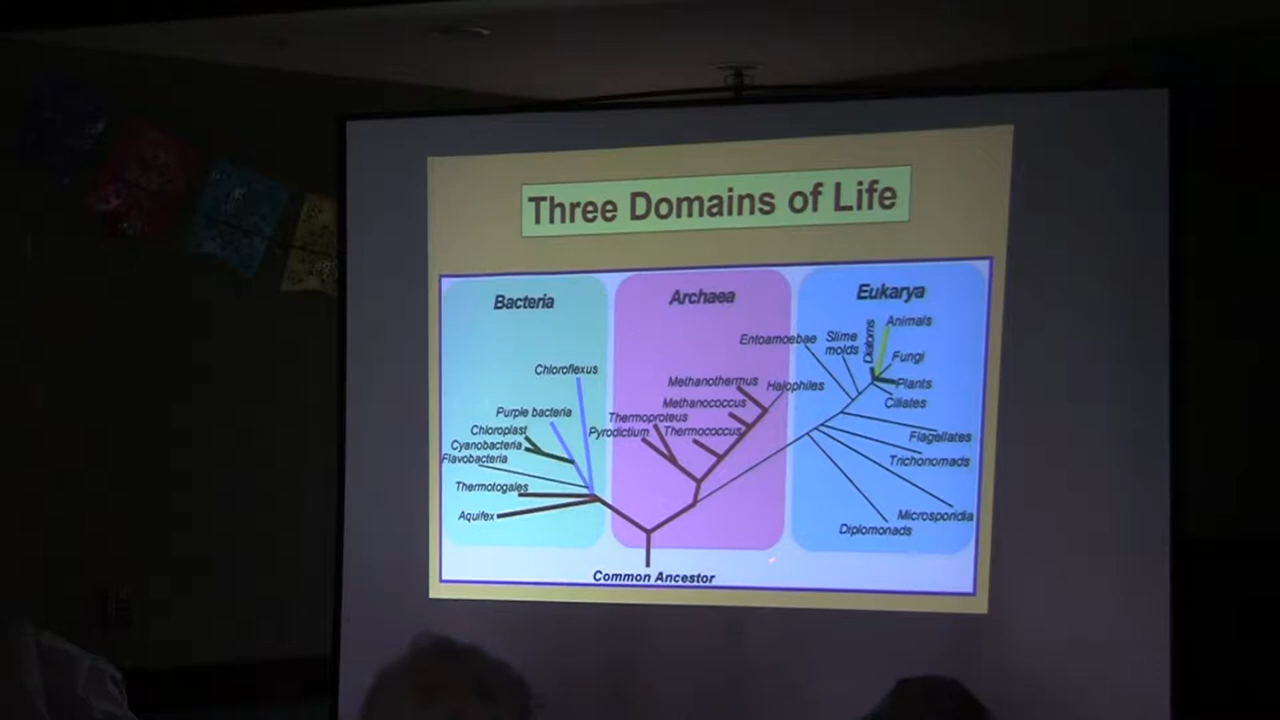 Three Domains of Life
Bacteria
Archaea
Eukarya
Chloroflexus
Purple bacteria
Chloroplast
Cyanobacteria
Flavobacteria
Thermotogales
Aquifex
Methanothermus
Halophiles
Methanococcus
Thermoproteus
Pyrodictium
Thermococcus
Entoamoebae
Slime
molds
Diatoms
Animals
Fungi
Plants
Ciliates
Flagellates
Trichonomads
Microsporidia
Diplomonads
Common Ancestor